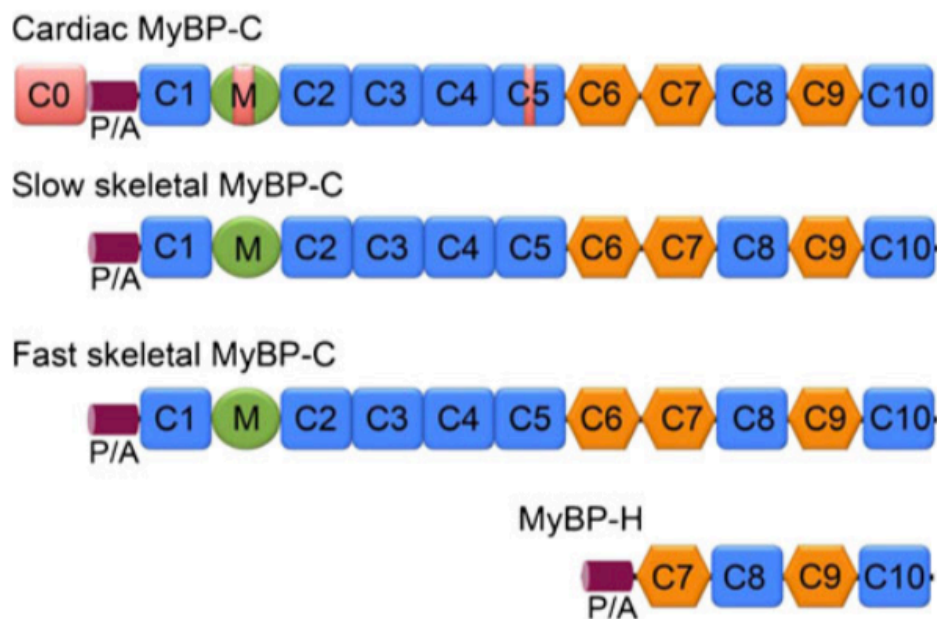 Cardiac MyBP-C
C0 C1 M C2 C3 C4 C5 C6 C7 C8 C9 C10
P/A
Slow skeletal MyBP-C
C1 M C2 C3 C4 C5 C6 C7 C8 C9 C10
P/A
Fast skeletal MyBP-C
C1 M C2 C3 C4 C5 C6 C7 C8 C9 C10
P/A
MyBP-H
C7 C8 C9 C10
P/A